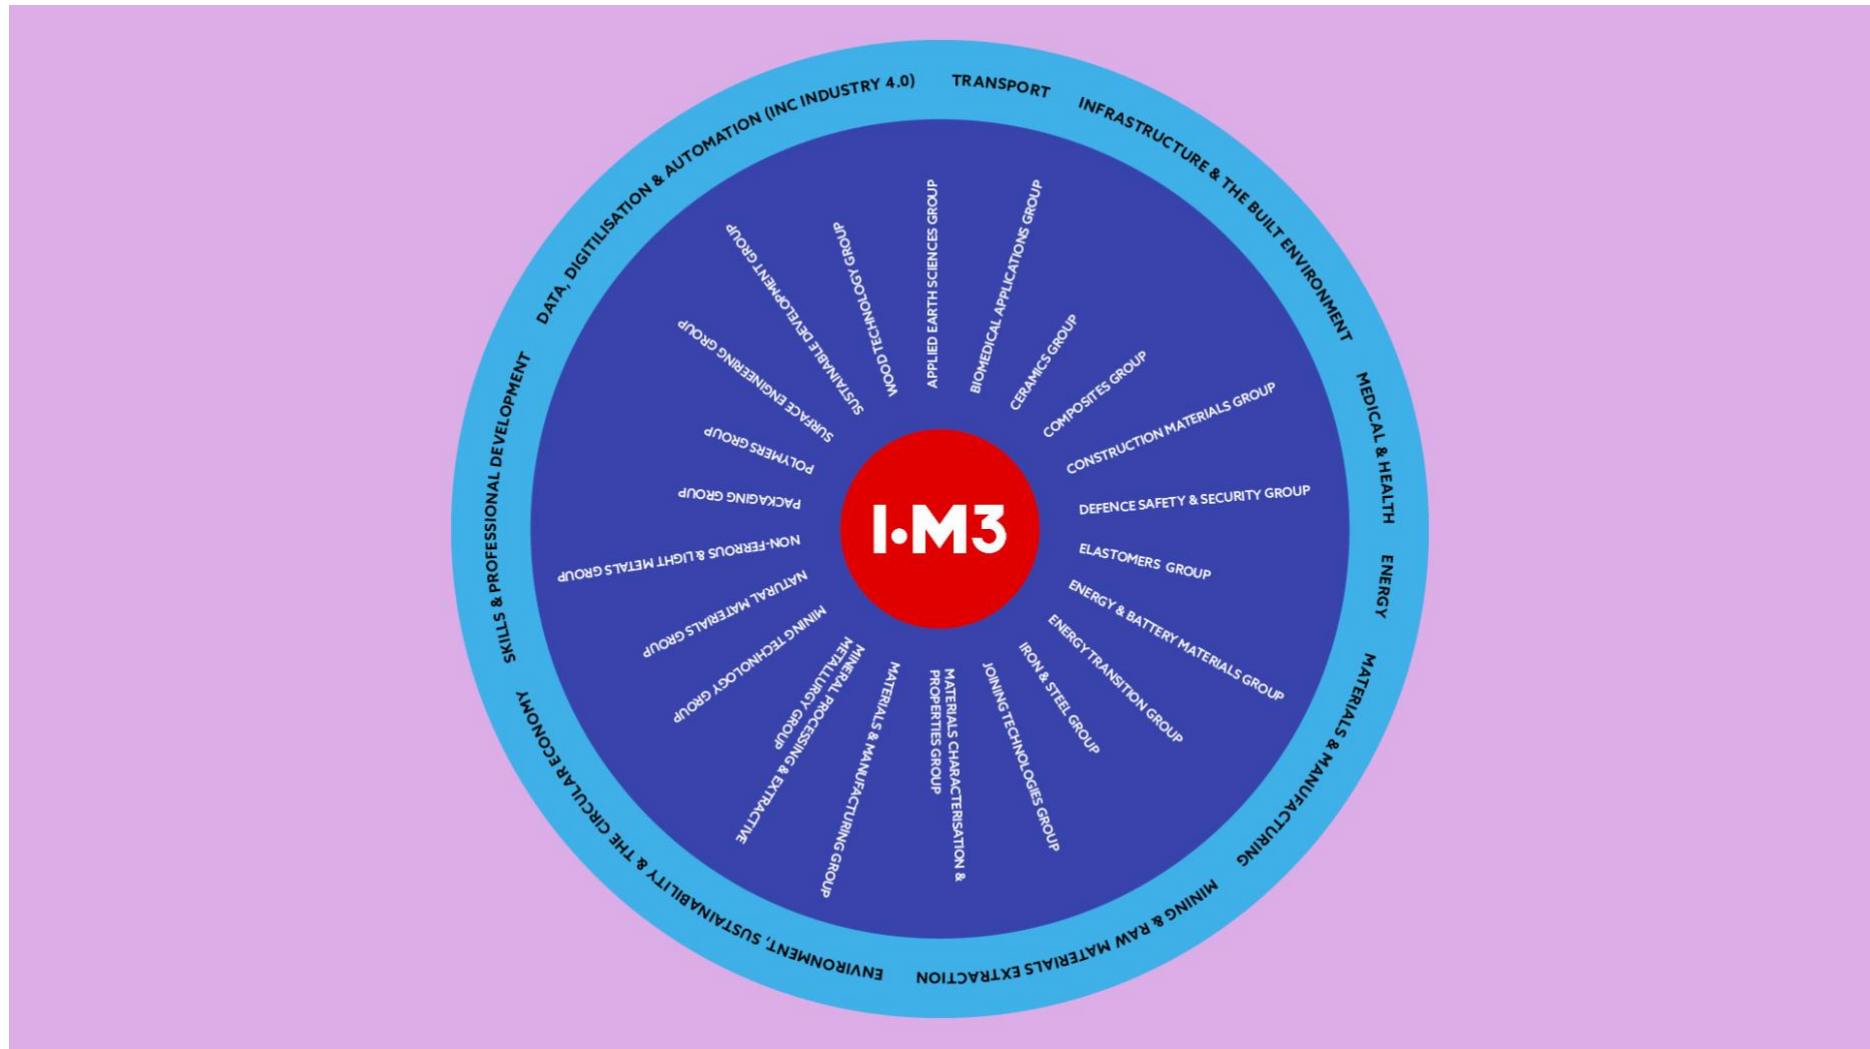 TRANSPORT
INFRASTRUCTURE & THE BUILT ENVIRONMENT
MEDICAL & HEALTH
ENERGY
MATERIALS & MANUFACTURING
MINING & RAW MATERIALS EXTRACTION
ENVIRONMENT, SUSTAINABILITY & THE CIRCULAR ECONOMY
SKILLS & PROFESSIONAL DEVELOPMENT
DATA, DIGITILISATION & AUTOMATION (INC INDUSTRY 4.0)
APPLIED EARTH SCIENCES GROUP
BIOMEDICAL APPLICATIONS GROUP
CERAMICS GROUP
COMPOSITES GROUP
CONSTRUCTION MATERIALS GROUP
DEFENCE SAFETY & SECURITY GROUP
ELASTOMERS GROUP
ENERGY & BATTERY MATERIALS GROUP
ENERGY TRANSITION GROUP
IRON & STEEL GROUP
JOINING TECHNOLOGIES GROUP
MATERIALS CHARACTERISATION &
PROPERTIES GROUP
MATERIALS & MANUFACTURING GROUP
MINERAL PROCESSING & EXTRACTIVE
METALLURGY GROUP
MINING TECHNOLOGY GROUP
NATURAL MATERIALS GROUP
NON-FERROUS & LIGHT METALS GROUP
PACKAGING GROUP
POLYMERS GROUP
SURFACE ENGINEERING GROUP
SUSTAINABLE DEVELOPMENT GROUP
WOOD TECHNOLOGY GROUP
I•M3